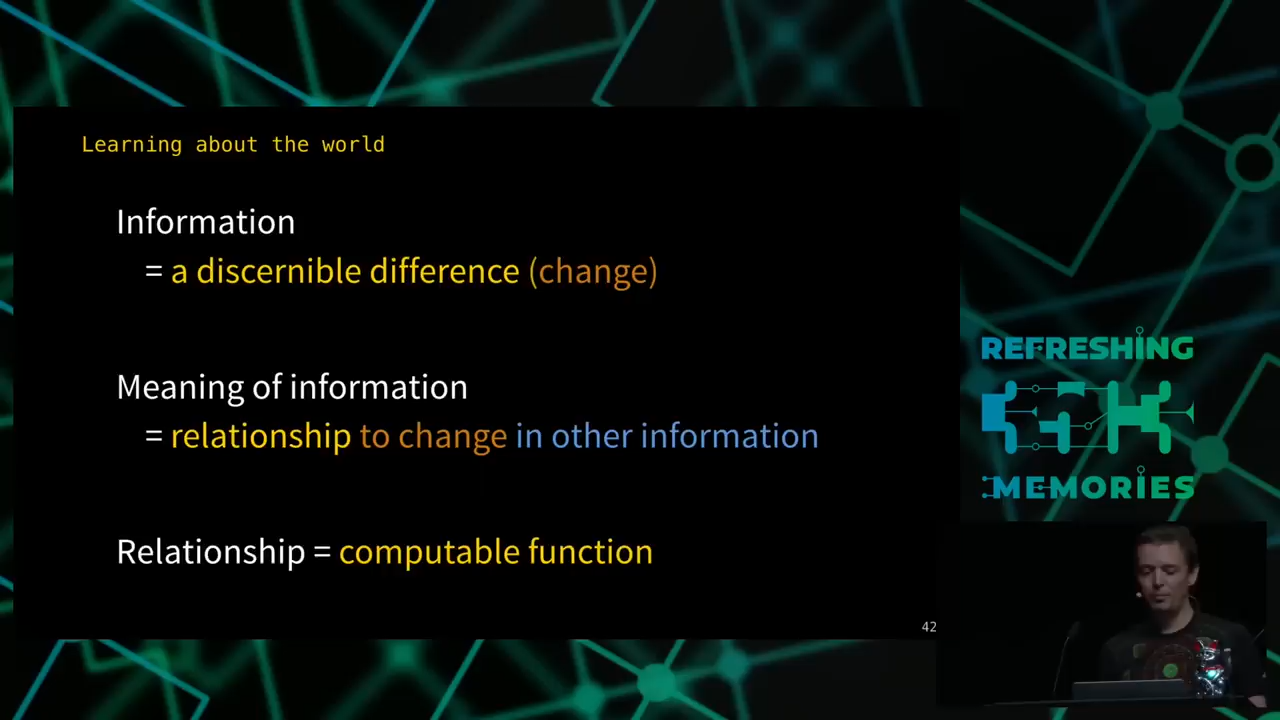 Learning about the world
Information
= a discernible difference (change)
Meaning of information
= relationship to change in other information
Relationship = computable function
42
REFRESHING
MEMORIES